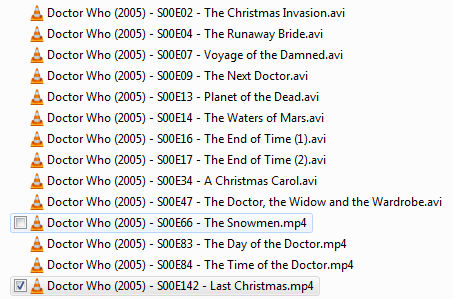 Doctor Who (2005) - S00E02 - The Christmas Invasion.avi
Doctor Who (2005) - S00E04 - The Runaway Bride.avi
Doctor Who (2005) - S00E07 - Voyage of the Damned.avi
Doctor Who (2005) - S00E09 - The Next Doctor.avi
Doctor Who (2005) - S00E13 - Planet of the Dead.avi
Doctor Who (2005) - S00E14 - The Waters of Mars.avi
Doctor Who (2005) - S00E16 - The End of Time (1).avi
Doctor Who (2005) - S00E17 - The End of Time (2).avi
Doctor Who (2005) - S00E34 - A Christmas Carol.avi
Doctor Who (2005) - S00E47 - The Doctor, the Widow and the Wardrobe.avi
Doctor Who (2005) - S00E66 - The Snowmen.mp4
Doctor Who (2005) - S00E83 - The Day of the Doctor.mp4
Doctor Who (2005) - S00E84 - The Time of the Doctor.mp4
Doctor Who (2005) - S00E142 - Last Christmas.mp4